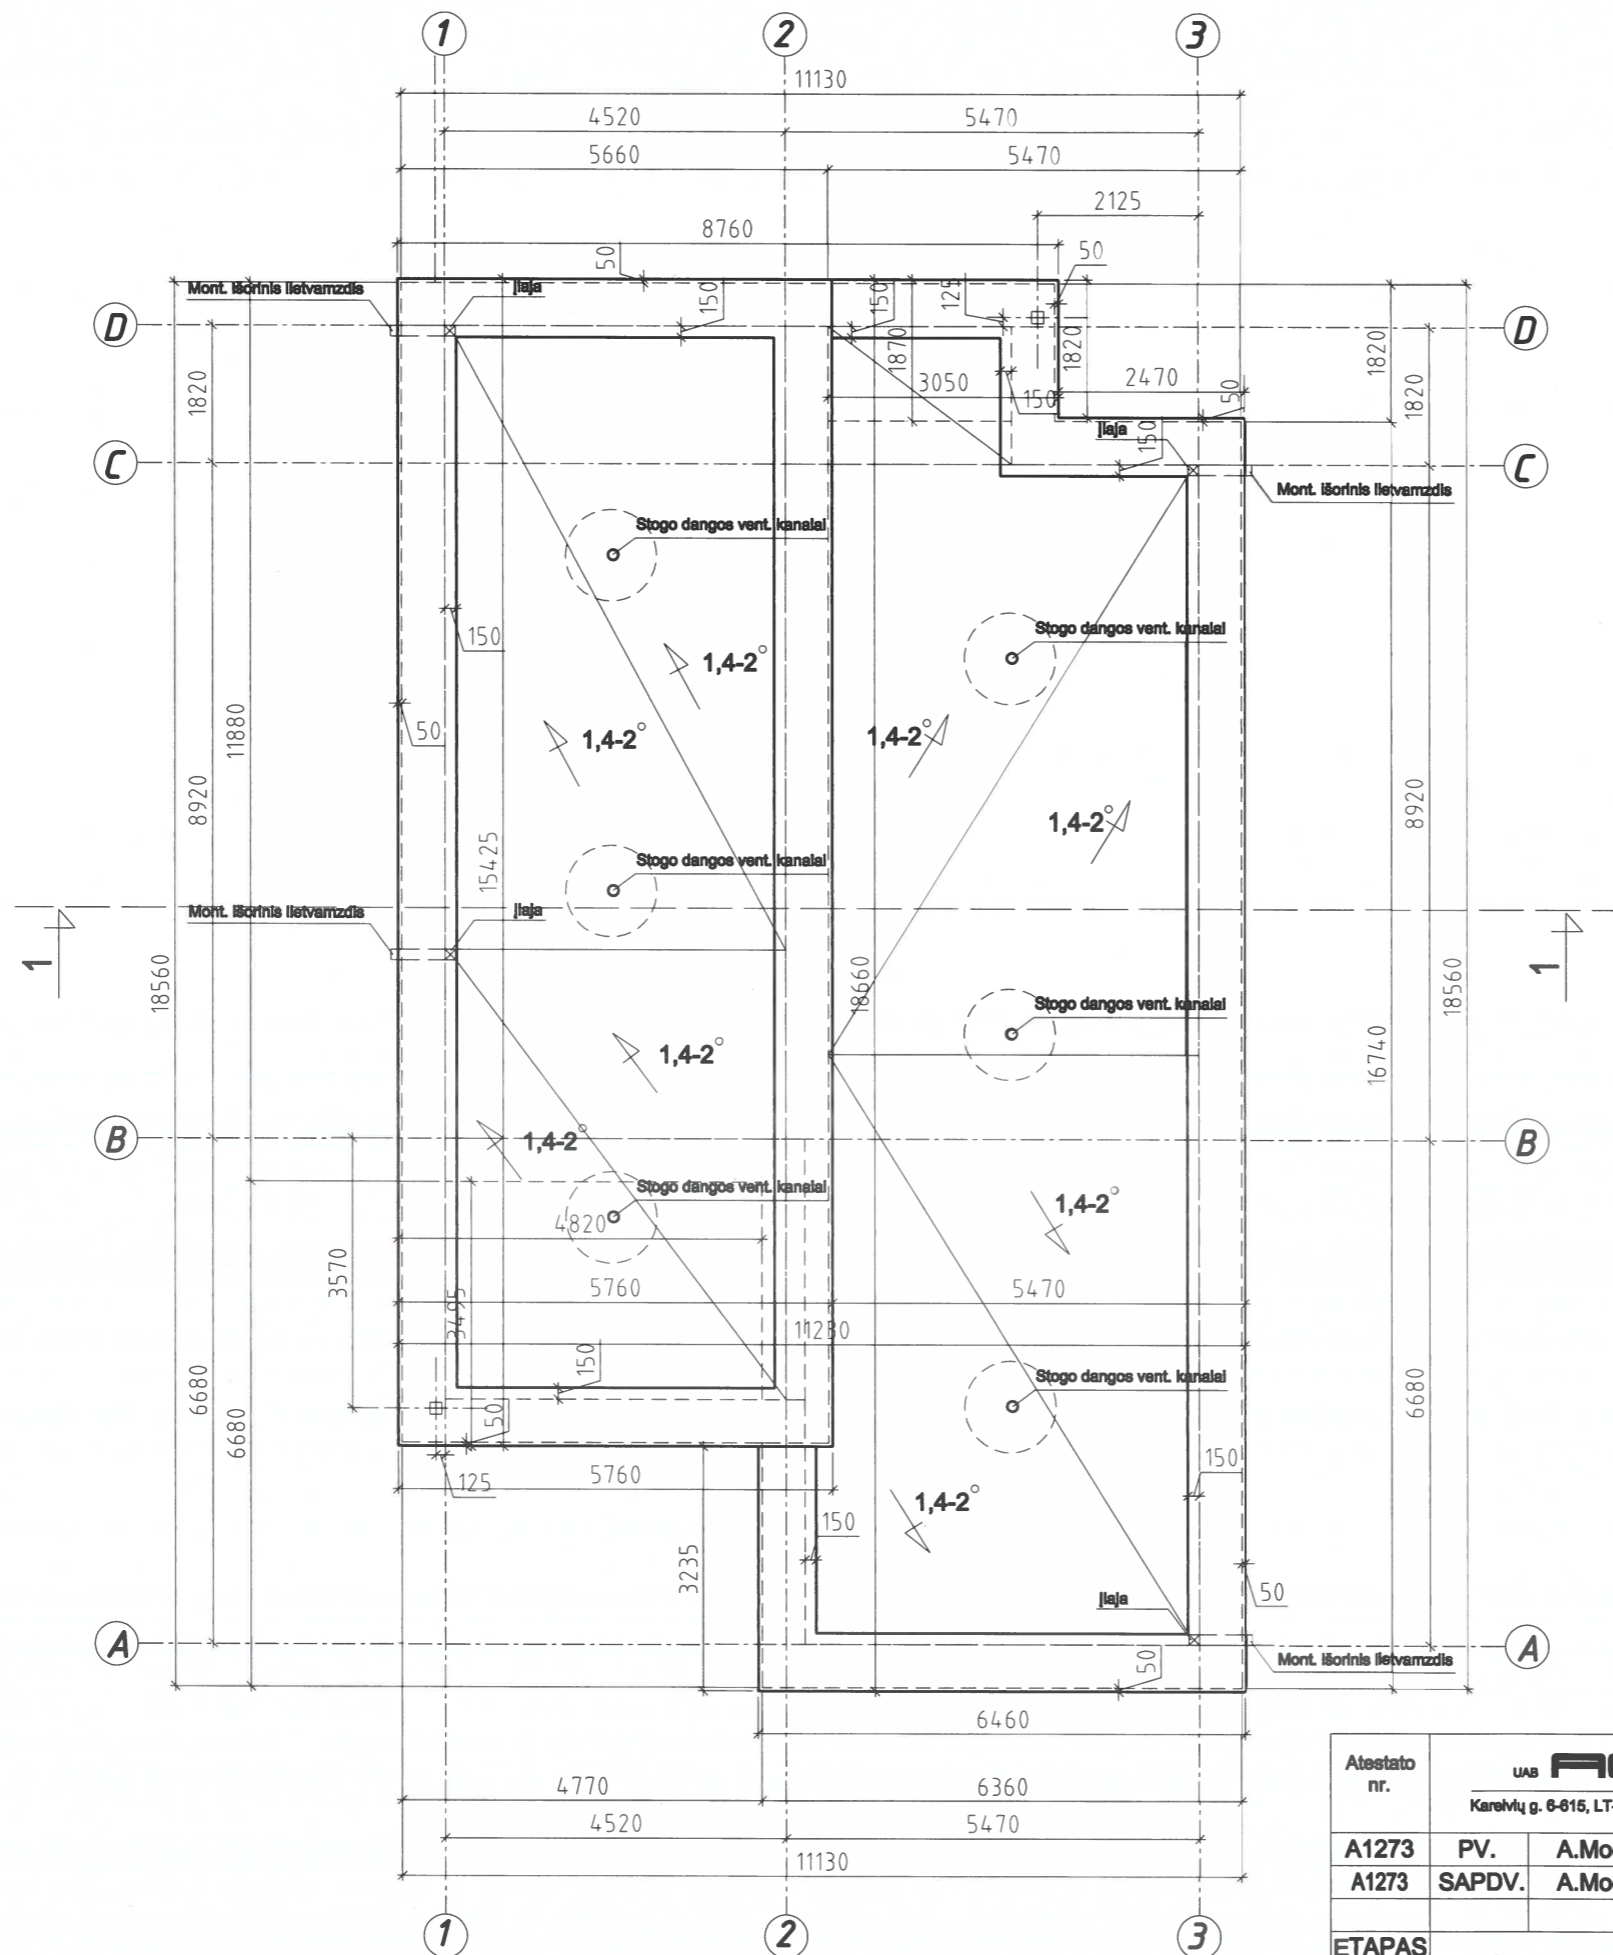 1 2 3
11130
4520 5470
5660 5470
2125
8760
50 50
Mont. išorinis lietvamzdis Įlaja 150 150 125
D D
1820 1870 1820 1820 1820
3050 150 2470 50
Įlaja 150
C C
Mont. išorinis lietvamzdis
Stogo dangos vent. kanalai
150 Stogo dangos vent. kanalai
1,4-2°
50 11880 1,4-2° 1,4-2°
8920 1,4-2° 8920
15425 Stogo dangos vent. kanalai
Mont. išorinis lietvamzdis Įlaja
1 1
18560 18660 18560
Stogo dangos vent. kanalai
1,4-2° 16740
B 1,4-2° B
Stogo dangos vent. kanalai 1,4-2°
4820
3570
5760 5470
3495 11230
150 Stogo dangos vent. kanalai
6680 6680 50 6680
125 5760 150
1,4-2°
150
3235 50
Įlaja
A A
50 Mont. išorinis lietvamzdis
6460
4770 6360
4520 5470
11130
1 2 3
Atestato
nr.
UAB
Kareivių g. 6-615, LT-
A1273 PV. A.Mo
A1273 SAPDV. A.Mo
ETAPAS